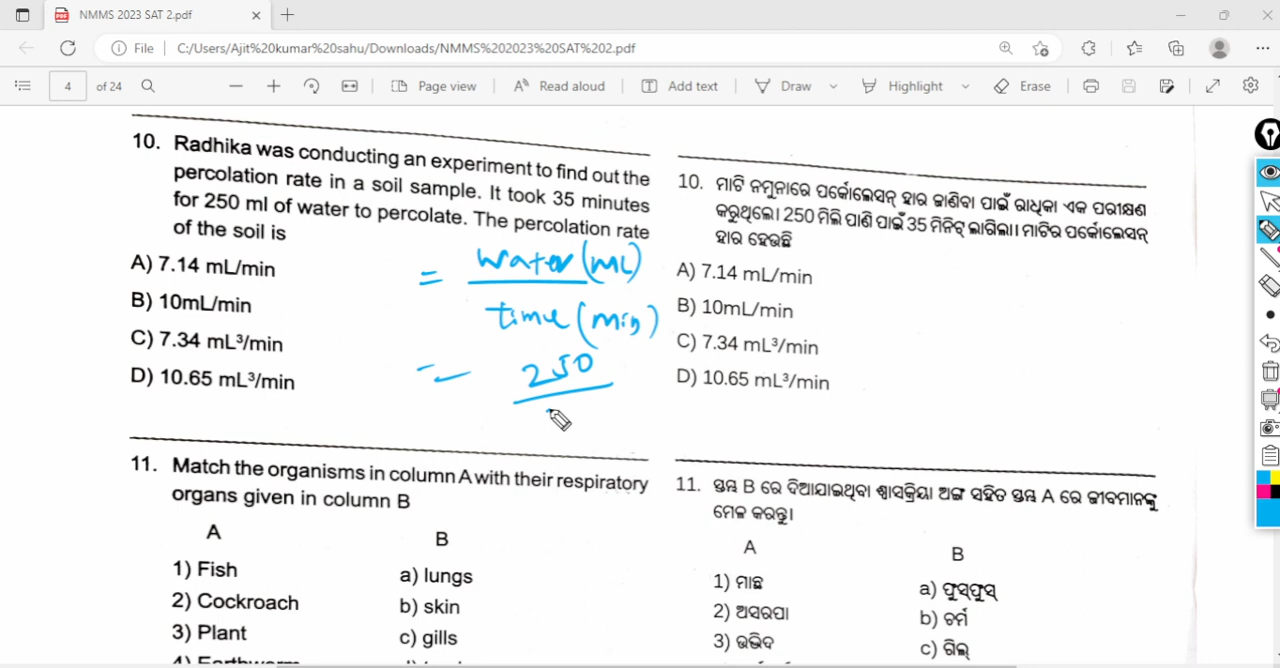 NMMS 2023 SAT 2.pdf
File C:/Users/Ajit%20kumar%20sahu/Downloads/NMMS%202023%20SAT%202.pdf
4 of 24 Page view Read aloud Add text Draw Highlight Erase
10. Radhika was conducting an experiment to find out the
percolation rate in a soil sample. It took 35 minutes
for 250 ml of water to percolate. The percolation rate
of the soil is
A) 7.14 mL/min
B) 10mL/min
C) 7.34 mL³/min
D) 10.65 mL³/min
= water (mL)
time (min)
= 250
10. ମାଟି ନମୁନାରେ ପର୍କୋଲେସନ୍ ହାର ଜାଣିବା ପାଇଁ ରାଧିକା ଏକ ପରୀକ୍ଷଣ
କରୁଥିଲେ। 250 ମିଲି ପାଣି ପାଇଁ 35 ମିନିଟ୍ ଲାଗିଲା। ମାଟିର ପର୍କୋଲେସନ୍
ହାର ହେଉଛି
A) 7.14 mL/min
B) 10mL/min
C) 7.34 mL³/min
D) 10.65 mL³/min
11. Match the organisms in column A with their respiratory
organs given in column B
A B
1) Fish a) lungs
2) Cockroach b) skin
3) Plant c) gills
4) Earthworm
11. ସ୍ତମ୍ଭ B ରେ ଦିଆଯାଇଥିବା ଶ୍ୱାସକ୍ରିୟା ଅଙ୍ଗ ସହିତ ସ୍ତମ୍ଭ A ରେ ଜୀବମାନଙ୍କୁ
ମେଳ କରନ୍ତୁ।
A B
1) ମାଛ a) ଫୁସ୍‌ଫୁସ୍
2) ଅସରପା b) ଚର୍ମ
3) ଉଦ୍ଭିଦ c) ଗିଲ୍